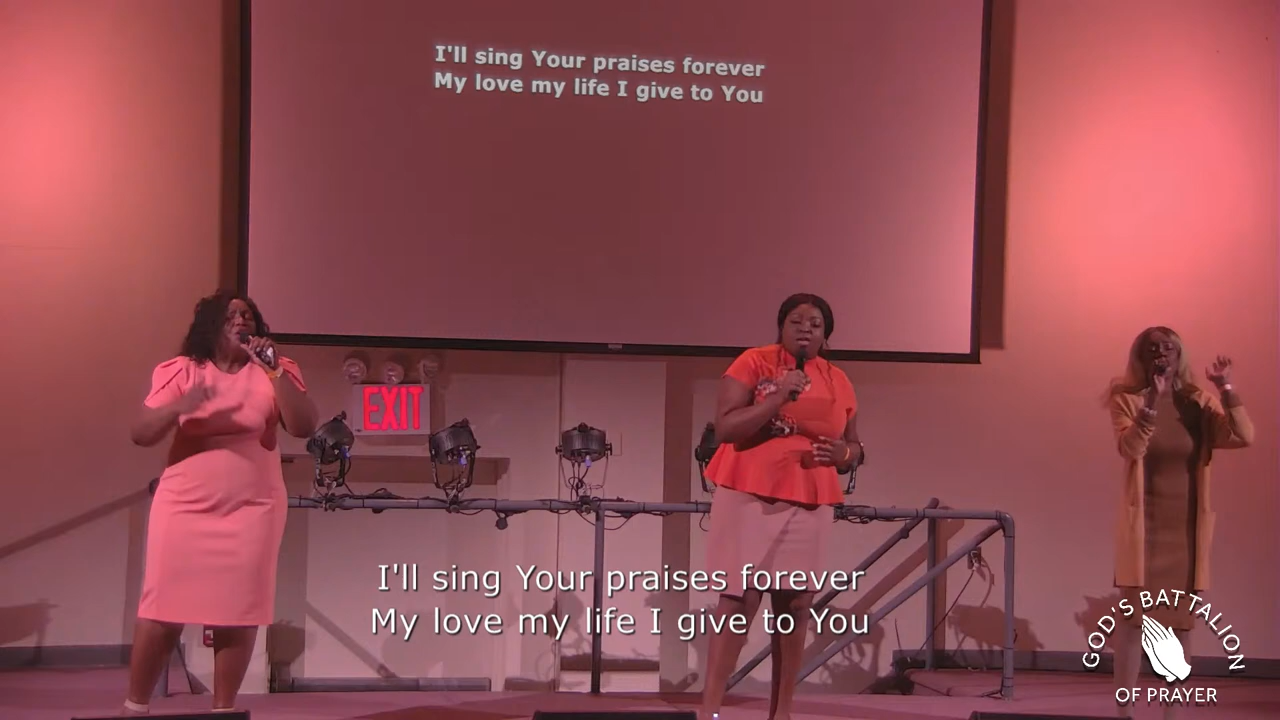 I'll sing Your praises forever
My love my life I give to You
EXIT
I'll sing Your praises forever
My love my life I give to You
GOD'S BATTALION
OF PRAYER